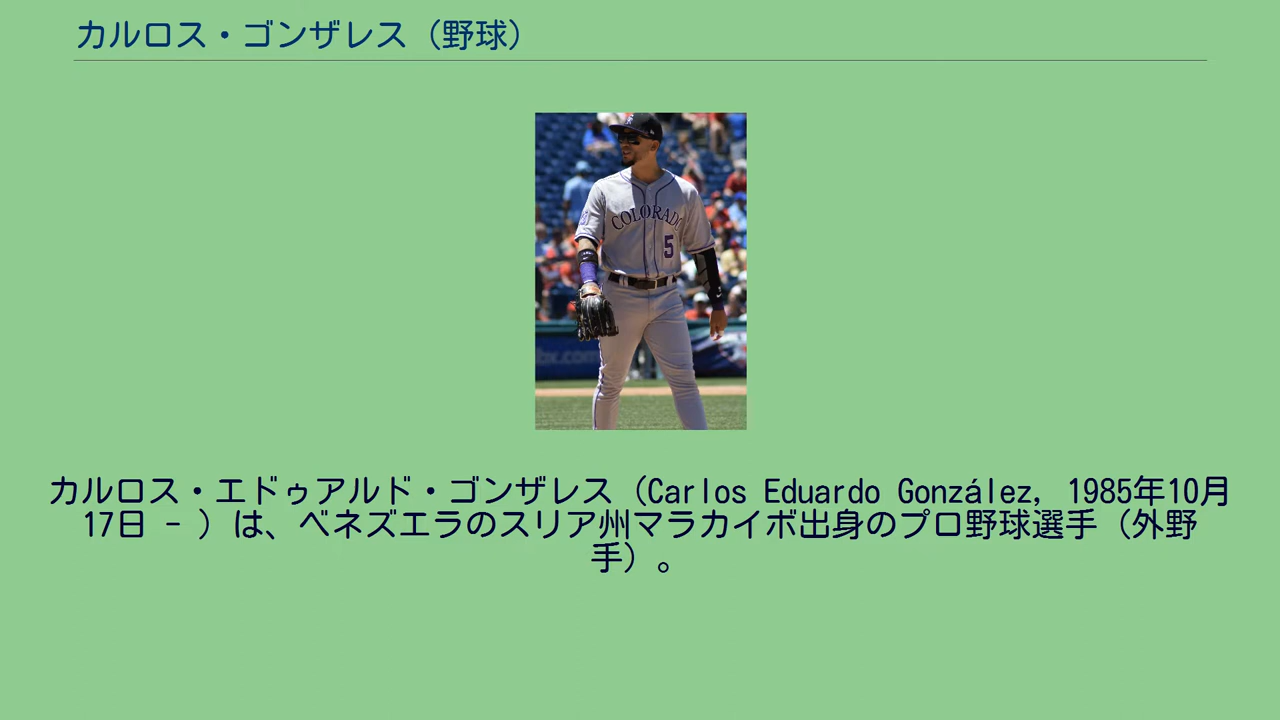 カルロス・ゴンザレス（野球）
COLORADO
5
bx.com
カルロス・エドゥアルド・ゴンザレス（Carlos Eduardo González, 1985年10月
17日 - ）は、ベネズエラのスリア州マラカイボ出身のプロ野球選手（外野
手）。